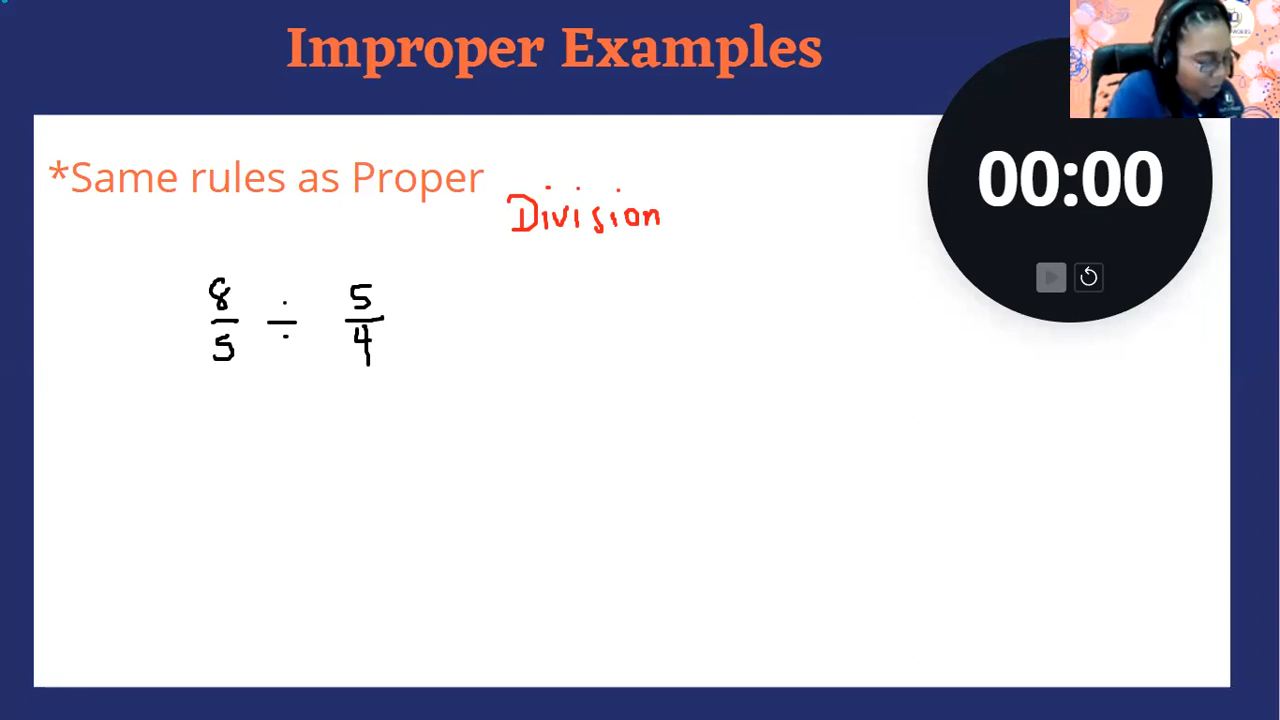 Improper Examples
*Same rules as Proper
Division
8/5 ÷ 5/4
00:00